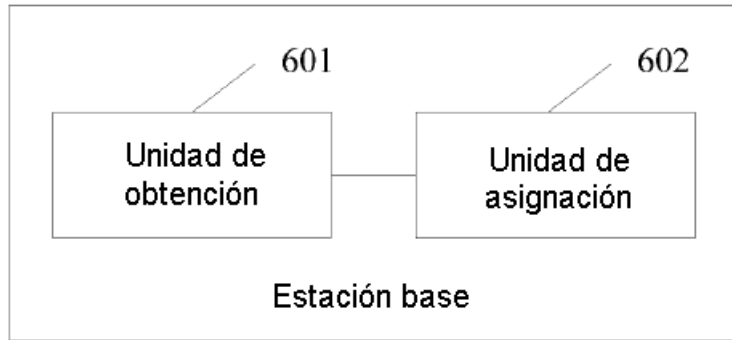 601
602
Unidad de
obtención
Unidad de
asignación
Estación base